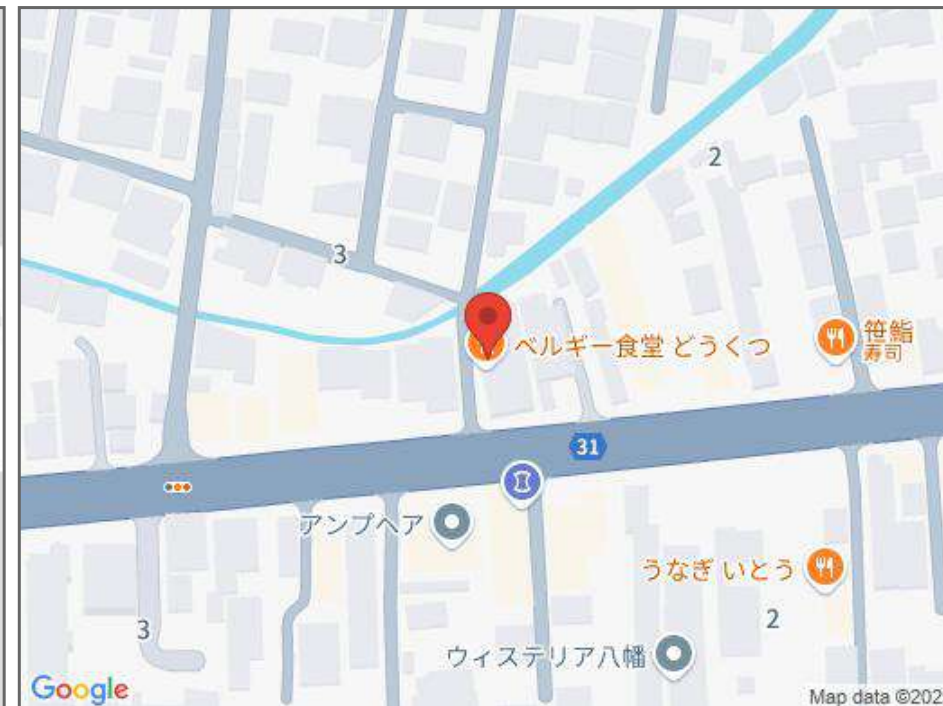 2
3
ベルギー食堂 どうくつ
笹鮨
寿司
31
アンプヘア
うなぎ いとう
2
3
ウィステリア八幡
Google
Map data ©202